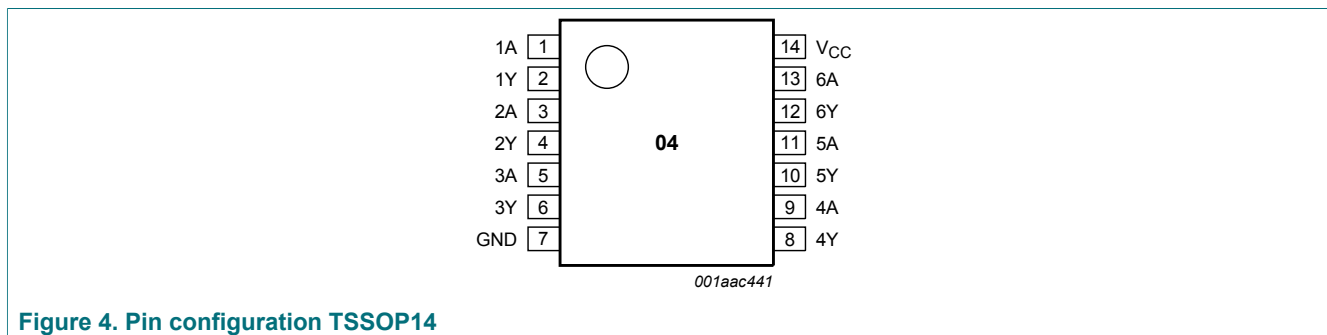 1A 1 14 VCC
1Y 2 13 6A
2A 3 12 6Y
2Y 4 04 11 5A
3A 5 10 5Y
3Y 6 9 4A
GND 7 8 4Y
001aac441
Figure 4. Pin configuration TSSOP14